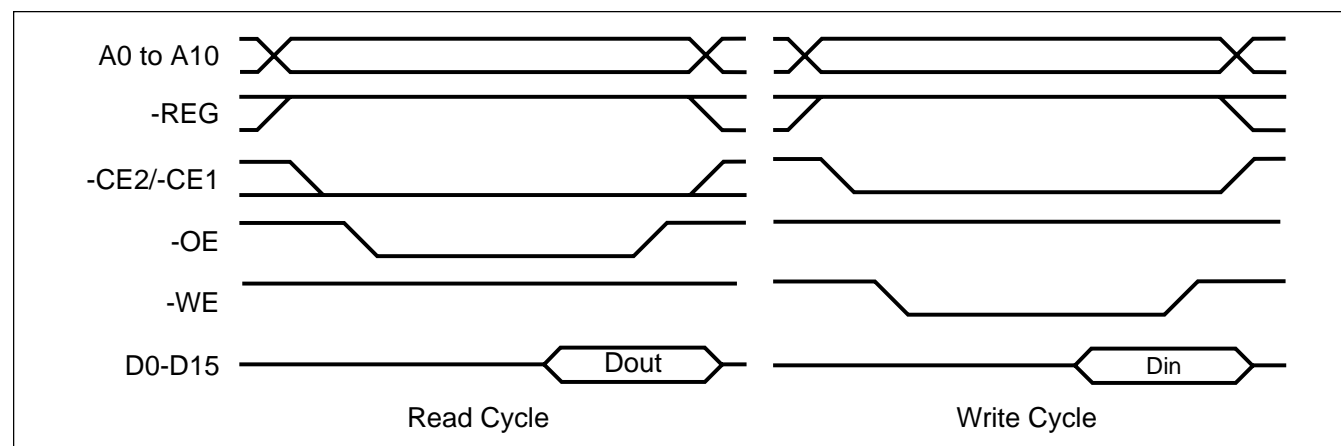 A0 to A10
-REG
-CE2/-CE1
-OE
-WE
D0-D15
Dout
Din
Read Cycle
Write Cycle